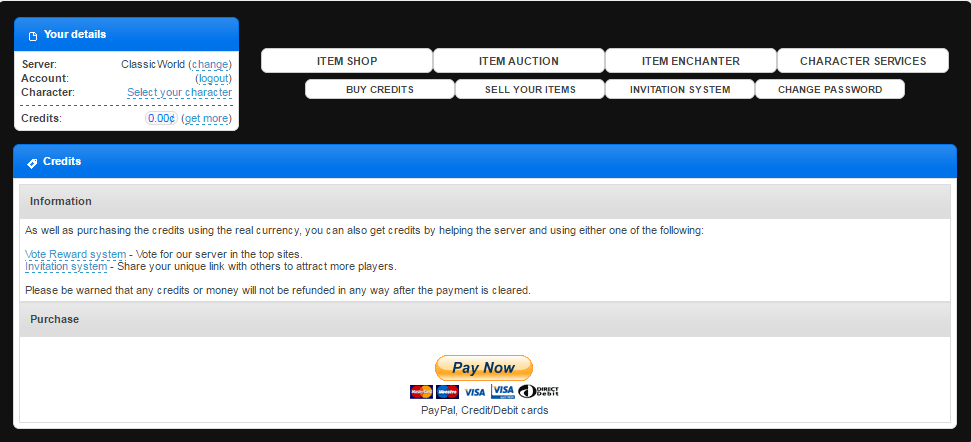 Your details
Server: ClassicWorld (change)
Account: (logout)
Character: Select your character
Credits: 0.00¢ (get more)
ITEM SHOP ITEM AUCTION ITEM ENCHANTER CHARACTER SERVICES
BUY CREDITS SELL YOUR ITEMS INVITATION SYSTEM CHANGE PASSWORD
Credits
Information
As well as purchasing the credits using the real currency, you can also get credits by helping the server and using either one of the following:
Vote Reward system - Vote for our server in the top sites.
Invitation system - Share your unique link with others to attract more players.
Please be warned that any credits or money will not be refunded in any way after the payment is cleared.
Purchase
Pay Now
MasterCard Maestro VISA VISA DIRECT Debit
PayPal, Credit/Debit cards